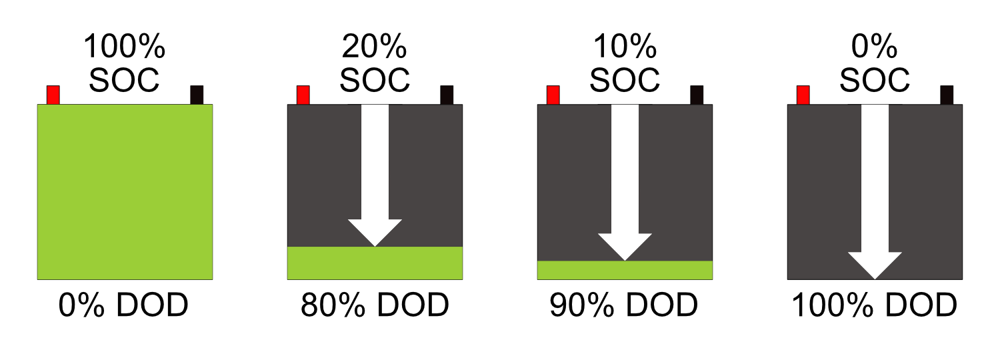 100%
SOC
0% DOD
20%
SOC
80% DOD
10%
SOC
90% DOD
0%
SOC
100% DOD